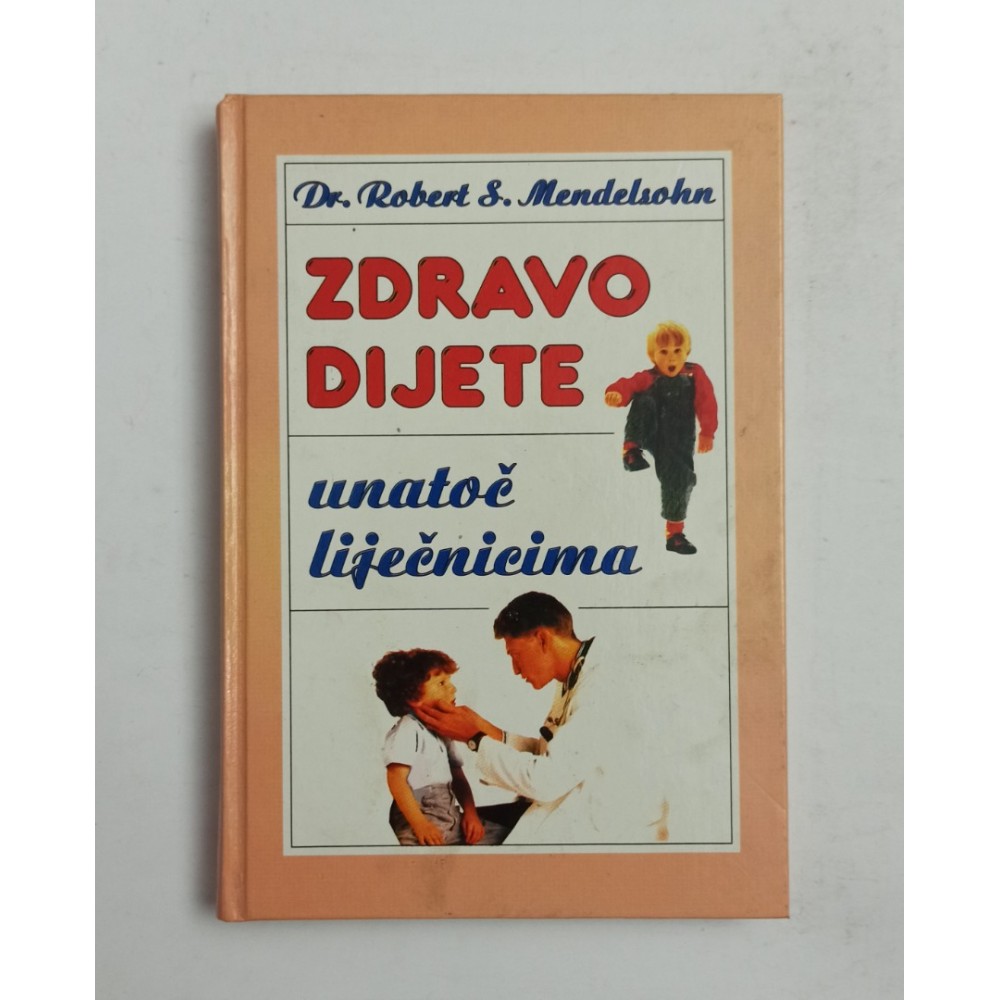 Dr. Robert S. Mendelsohn
ZDRAVO
DIJETE
unatoč
liječnicima